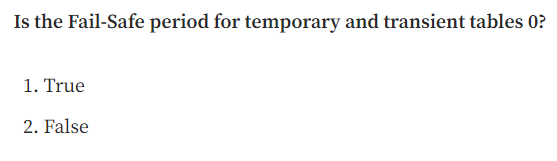 Is the Fail-Safe period for temporary and transient tables 0?
1. True
2. False